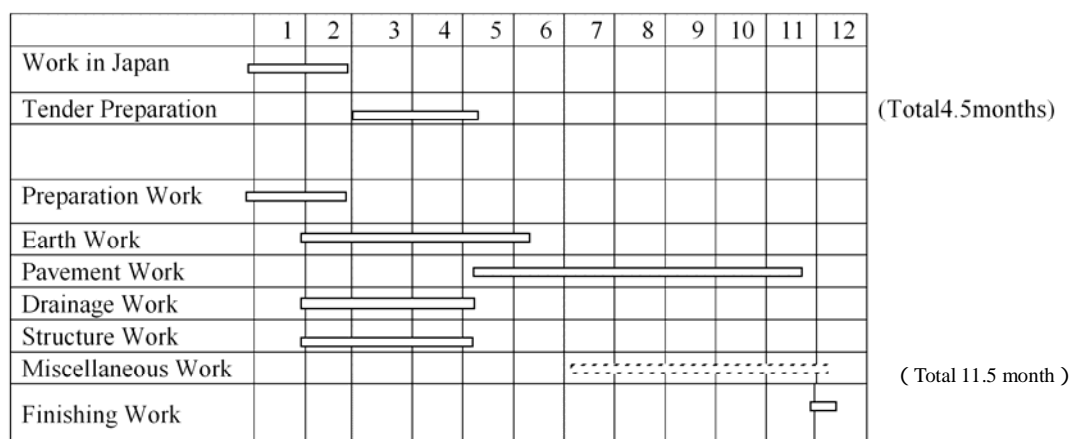 1 2 3 4 5 6 7 8 9 10 11 12
Work in Japan
Tender Preparation (Total4.5months)
Preparation Work
Earth Work
Pavement Work
Drainage Work
Structure Work
Miscellaneous Work ( Total 11.5 month )
Finishing Work